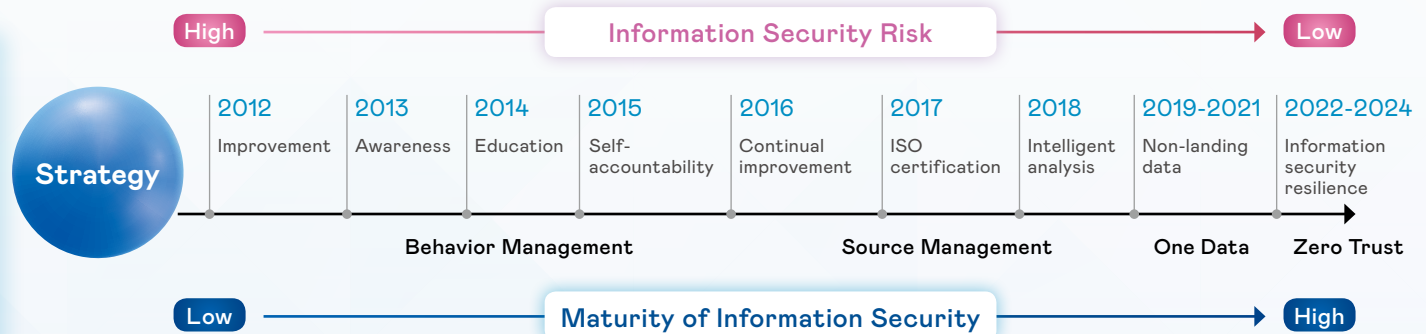 High
Information Security Risk
Low
Strategy
2012
Improvement
2013
Awareness
2014
Education
2015
Self-
accountability
2016
Continual
improvement
2017
ISO
certification
2018
Intelligent
analysis
2019-2021
Non-landing
data
2022-2024
Information
security
resilience
Behavior Management
Source Management
One Data
Zero Trust
Low
Maturity of Information Security
High